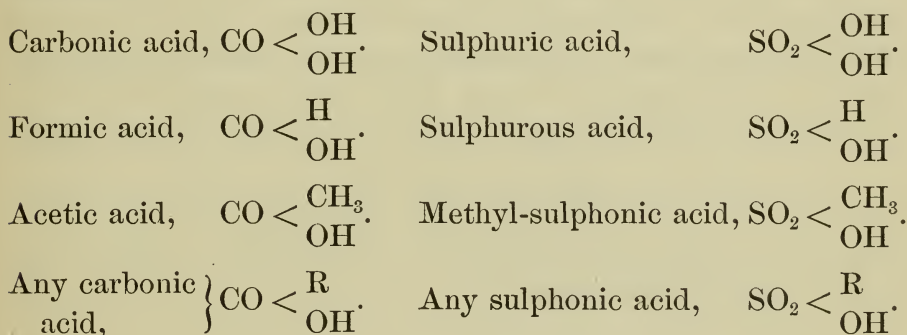 Carbonic acid, CO < OH OH. Sulphuric acid, SO₂ < OH OH.
Formic acid, CO < H OH. Sulphurous acid, SO₂ < H OH.
Acetic acid, CO < CH₃ OH. Methyl-sulphonic acid, SO₂ < CH₃ OH.
Any carbonic
acid, } CO < R OH. Any sulphonic acid, SO₂ < R OH.